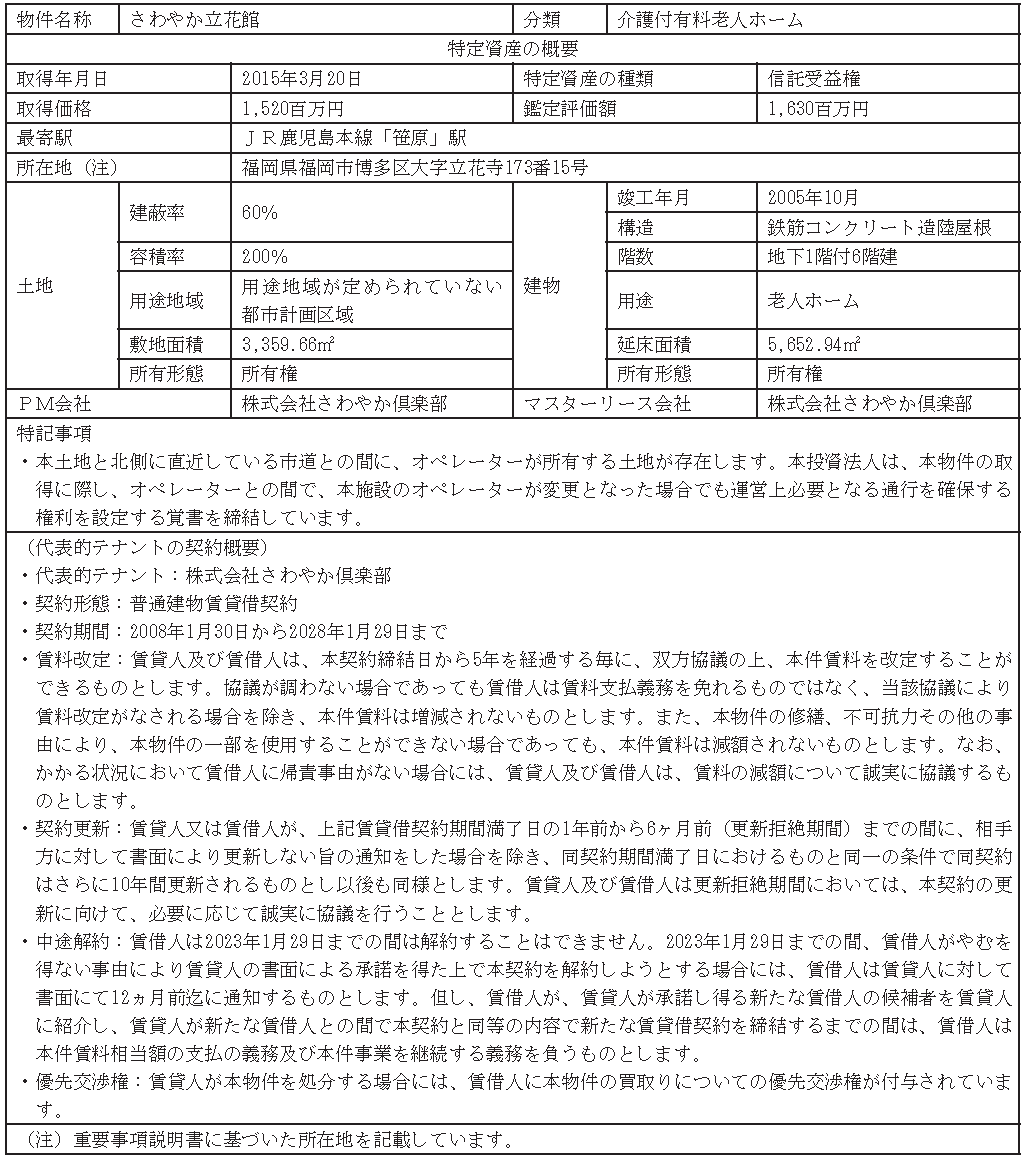 物件名称 さわやか立花館 分類 介護付有料老人ホーム
特定資産の概要
取得年月日 2015年3月20日 特定資産の種類 信託受益権
取得価格 1,520百万円 鑑定評価額 1,630百万円
最寄駅 ＪＲ鹿児島本線「笹原」駅
所在地（注） 福岡県福岡市博多区大字立花寺173番15号
土地 建蔽率 60% 建物 竣工年月 2005年10月
構造 鉄筋コンクリート造陸屋根
容積率 200% 階数 地下1階付6階建
用途地域 用途地域が定められていない
都市計画区域 用途 老人ホーム
敷地面積 3,359.66㎡ 延床面積 5,652.94㎡
所有形態 所有権 所有形態 所有権
ＰＭ会社 株式会社さわやか倶楽部 マスターリース会社 株式会社さわやか倶楽部
特記事項
・本土地と北側に直近している市道との間に、オペレーターが所有する土地が存在します。本投資法人は、本物件の取
得に際し、オペレーターとの間で、本施設のオペレーターが変更となった場合でも運営上必要となる通行を確保する
権利を設定する覚書を締結しています。
（代表的テナントの契約概要）
・代表的テナント：株式会社さわやか倶楽部
・契約形態：普通建物賃貸借契約
・契約期間：2008年1月30日から2028年1月29日まで
・賃料改定：賃貸人及び賃借人は、本契約締結日から5年を経過する毎に、双方協議の上、本件賃料を改定することが
できるものとします。協議が調わない場合であっても賃借人は賃料支払義務を免れるものではなく、当該協議により
賃料改定がなされる場合を除き、本件賃料は増減されないものとします。また、本物件の修繕、不可抗力その他の事
由により、本物件の一部を使用することができない場合であっても、本件賃料は減額されないものとします。なお、
かかる状況において賃借人に帰責事由がない場合には、賃貸人及び賃借人は、賃料の減額について誠実に協議するも
のとします。
・契約更新：賃貸人又は賃借人が、上記賃貸借契約期間満了日の1年前から6ヶ月前（更新拒絶期間）までの間に、相手
方に対して書面により更新しない旨の通知をした場合を除き、同契約期間満了日におけるものと同一の条件で同契約
はさらに10年間更新されるものとし以後も同様とします。賃貸人及び賃借人は更新拒絶期間においては、本契約の更
新に向けて、必要に応じて誠実に協議を行うこととします。
・中途解約：賃借人は2023年1月29日までの間は解約することはできません。2023年1月29日までの間、賃借人がやむを
得ない事由により賃貸人の書面による承諾を得た上で本契約を解約しようとする場合には、賃借人は賃貸人に対して
書面にて12ヵ月前迄に通知するものとします。但し、賃借人が、賃貸人が承諾し得る新たな賃借人の候補者を賃貸人
に紹介し、賃貸人が新たな賃借人との間で本契約と同等の内容で新たな賃貸借契約を締結するまでの間は、賃借人は
本件賃料相当額の支払の義務及び本件事業を継続する義務を負うものとします。
・優先交渉権：賃貸人が本物件を処分する場合には、賃借人に本物件の買取りについての優先交渉権が付与されていま
す。
（注）重要事項説明書に基づいた所在地を記載しています。